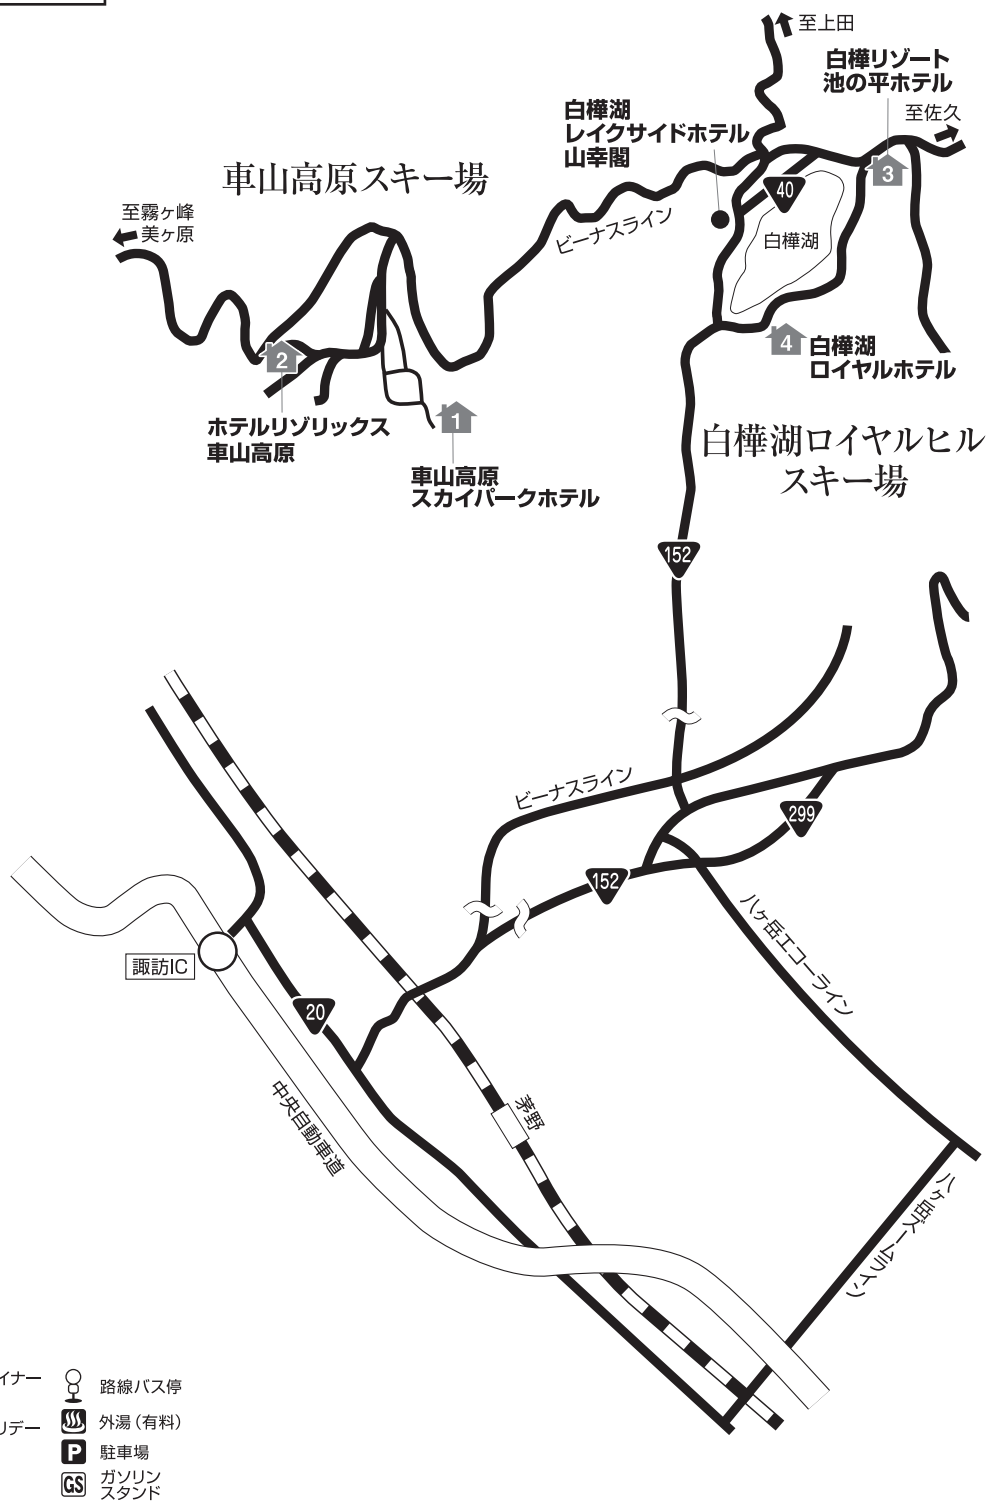 至上田
白樺リゾート
池の平ホテル
至佐久
白樺湖
レイクサイドホテル
山幸閣
車山高原スキー場
至霧ヶ峰
美ヶ原
ビーナスライン
40
3
白樺湖
4
白樺湖
ロイヤルホテル
2
1
ホテルリゾリックス
車山高原
車山高原
スカイパークホテル
白樺湖ロイヤルヒル
スキー場
152
ビーナスライン
299
152
八ヶ岳エコーライン
諏訪IC
20
中央自動車道
茅野
八ヶ岳ズームライン
イナー
路線バス停
リデー
外湯(有料)
P
駐車場
GS
ガソリン
スタンド